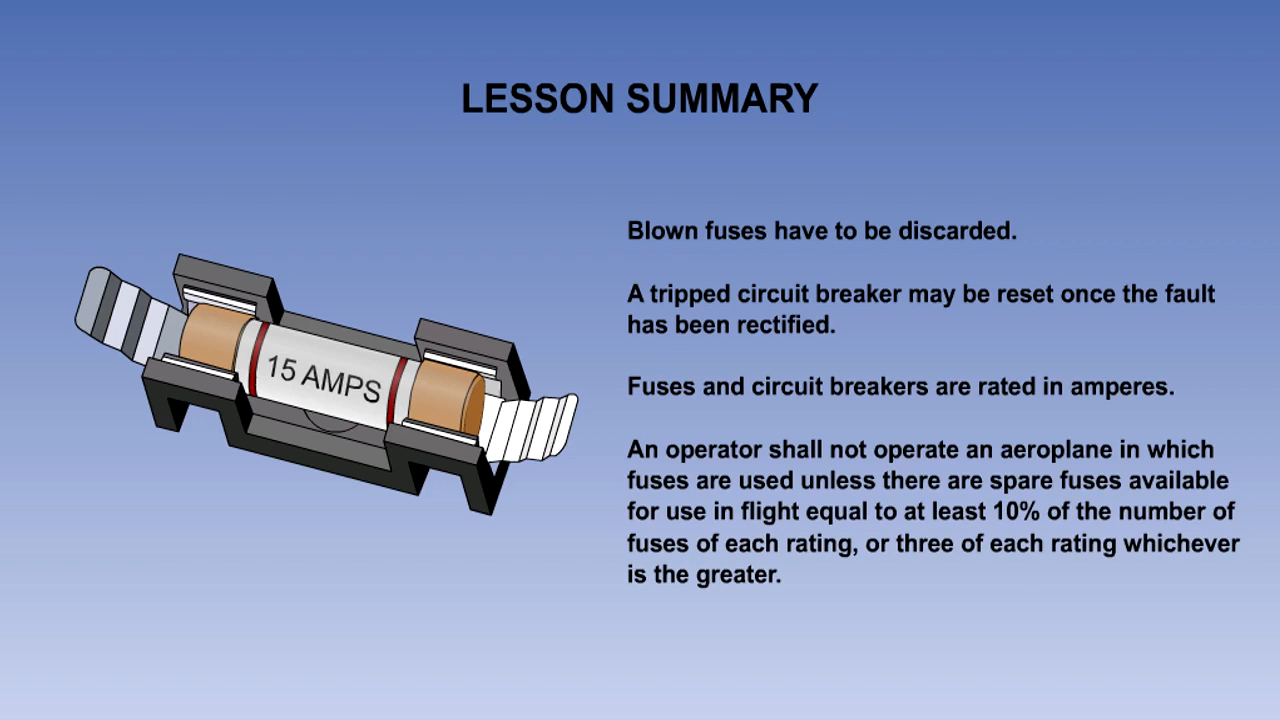 LESSON SUMMARY
Blown fuses have to be discarded.
A tripped circuit breaker may be reset once the fault
has been rectified.
15 AMPS
Fuses and circuit breakers are rated in amperes.
An operator shall not operate an aeroplane in which
fuses are used unless there are spare fuses available
for use in flight equal to at least 10% of the number of
fuses of each rating, or three of each rating whichever
is the greater.